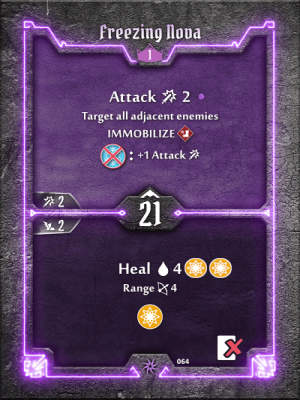 Freezing Nova
1
Attack 2
Target all adjacent enemies
IMMOBILIZE
: +1 Attack
2
21
2
Heal 4
Range 4
064